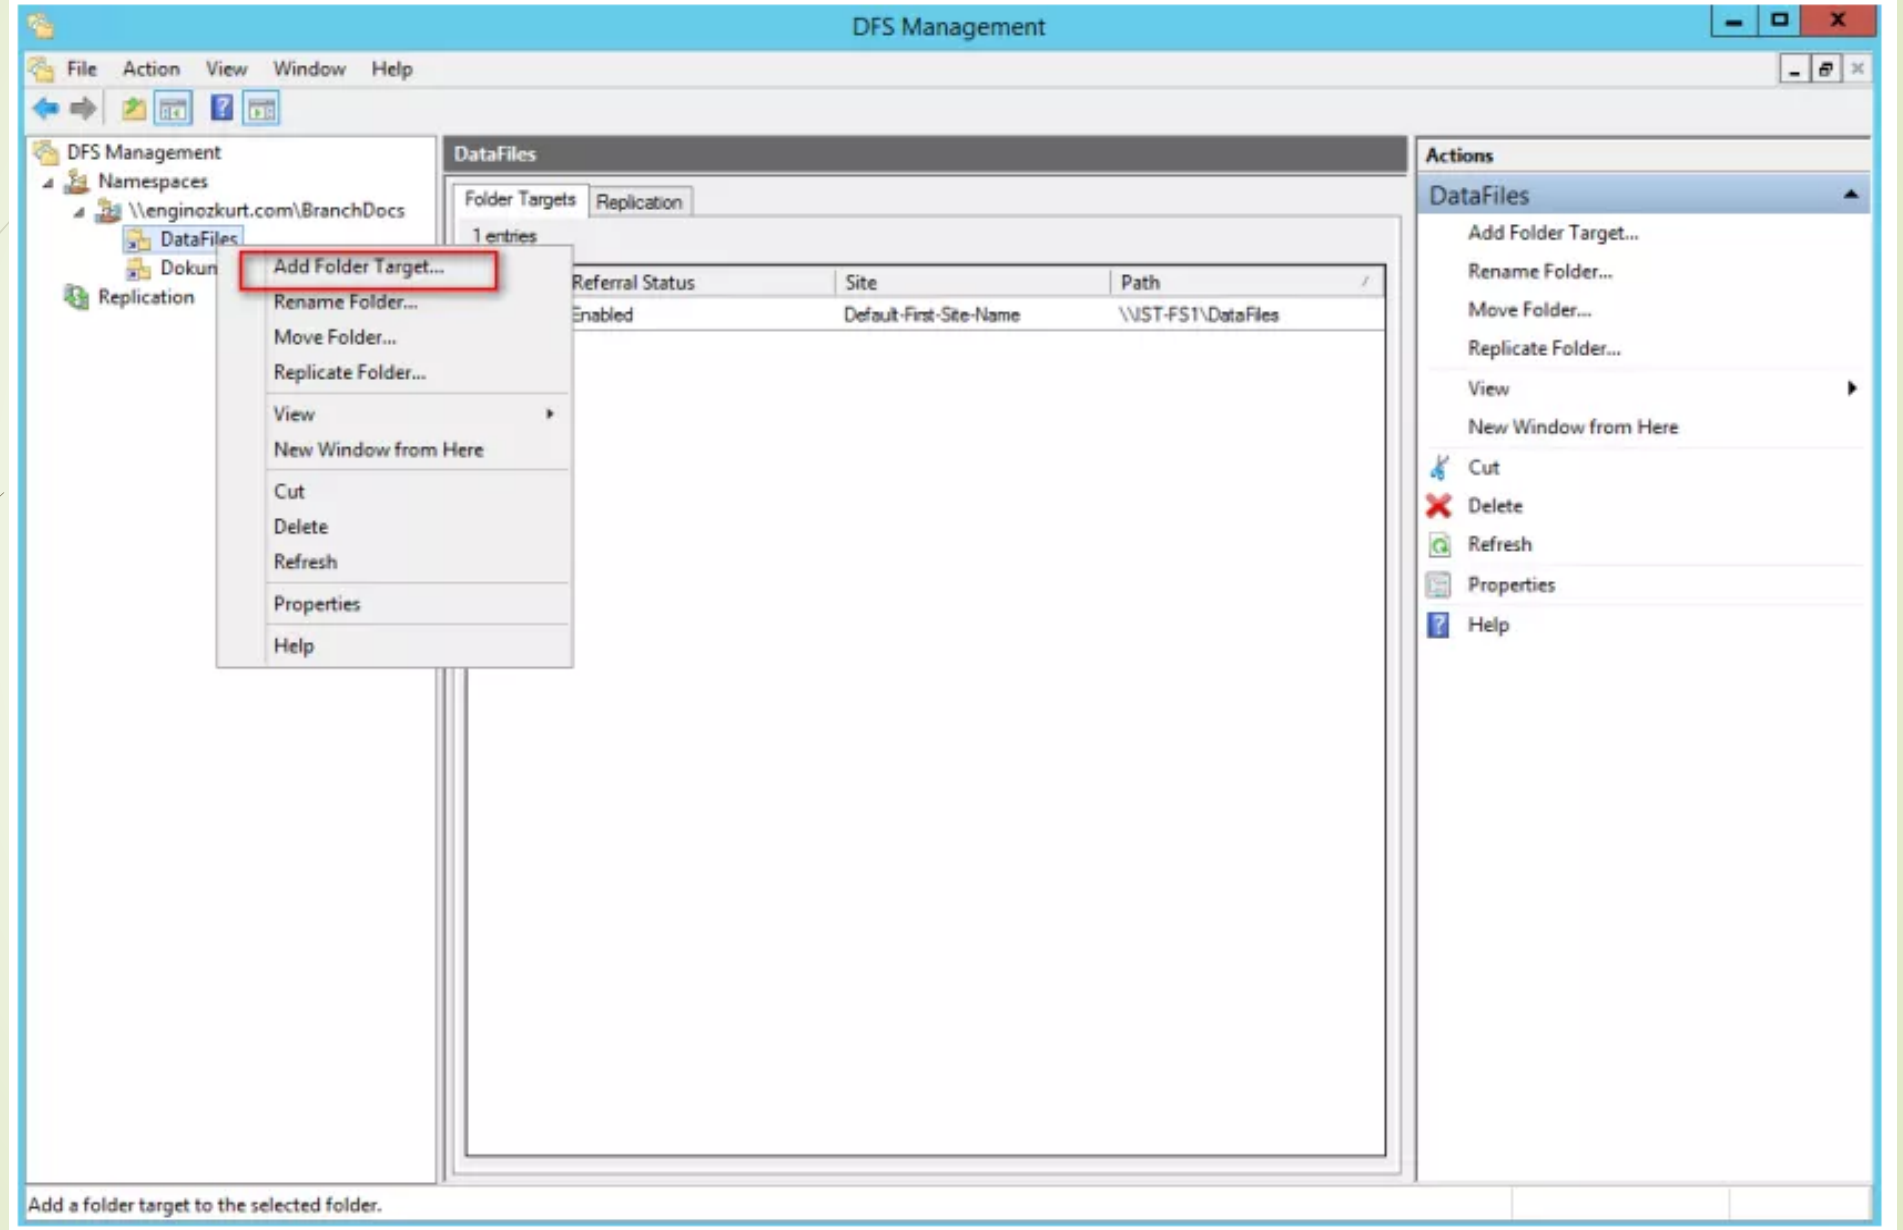 DFS Management
File Action View Window Help
DFS Management
Namespaces
\\enginozkurt.com\BranchDocs
DataFiles
Dokun
Replication
Add Folder Target...
Rename Folder...
Move Folder...
Replicate Folder...
View
New Window from Here
Cut
Delete
Refresh
Properties
Help
DataFiles
Folder Targets Replication
1 entries
Referral Status Site Path
Enabled Default-First-Site-Name \\IST-FS1\DataFiles
Actions
DataFiles
Add Folder Target...
Rename Folder...
Move Folder...
Replicate Folder...
View
New Window from Here
Cut
Delete
Refresh
Properties
Help
Add a folder target to the selected folder.